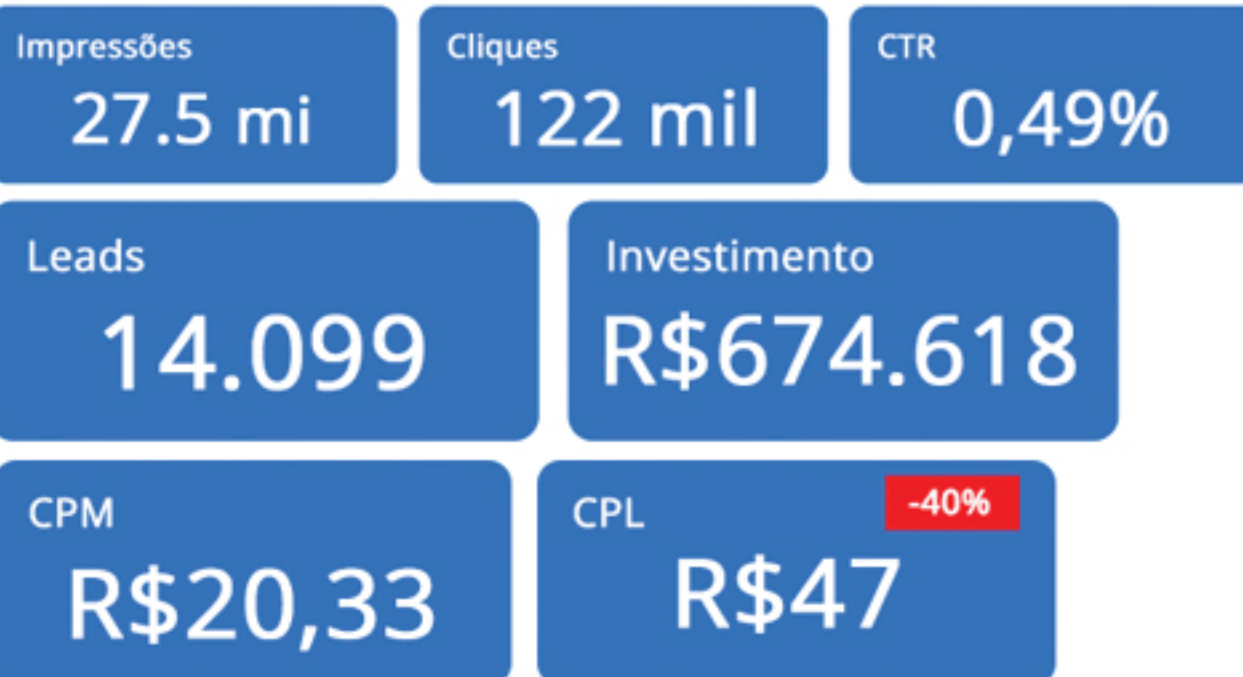 Impressões
27.5 mi
Cliques
122 mil
CTR
0,49%
Leads
14.099
Investimento
R$674.618
CPM
R$20,33
CPL
-40%
R$47